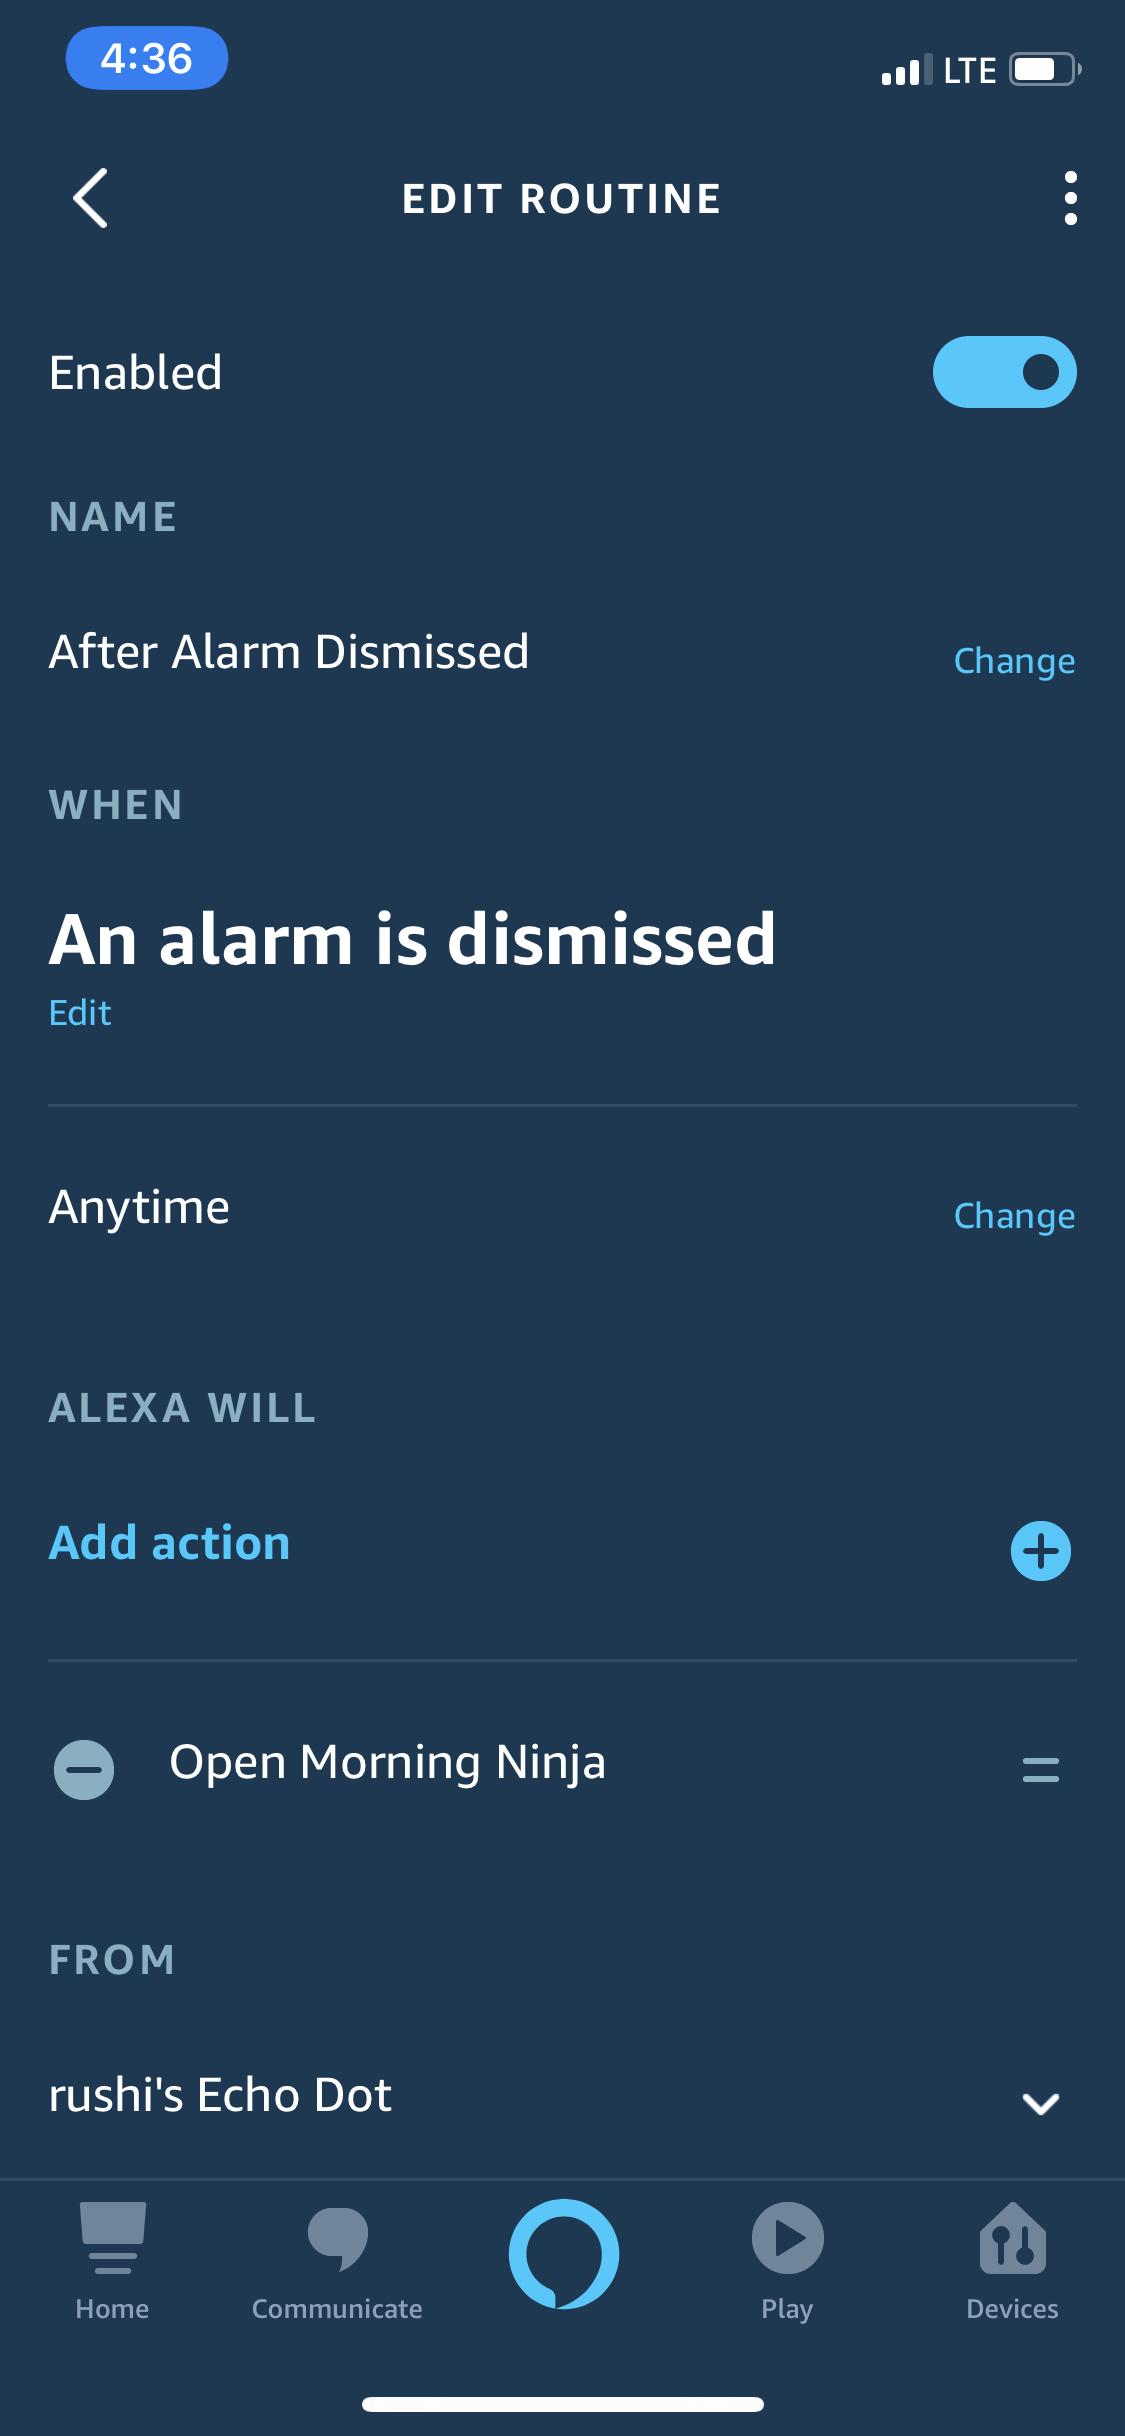 4:36
LTE
EDIT ROUTINE
Enabled
NAME
After Alarm Dismissed
Change
WHEN
An alarm is dismissed
Edit
Anytime
Change
ALEXA WILL
Add action
Open Morning Ninja
FROM
rushi's Echo Dot
Home
Communicate
Play
Devices